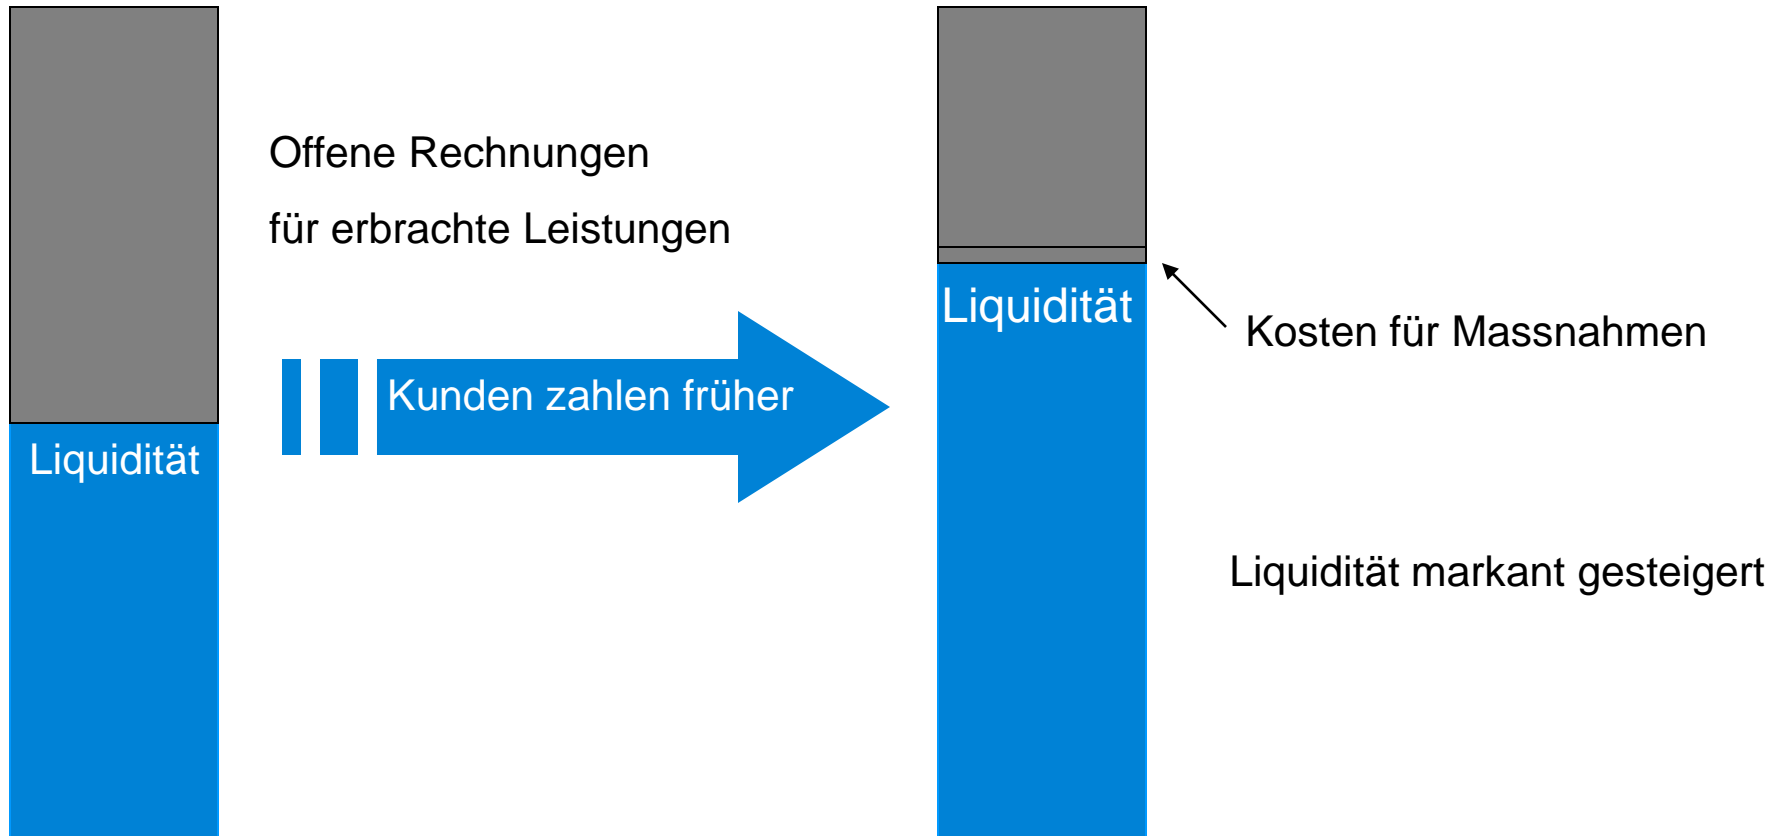 Offene Rechnungen
für erbrachte Leistungen
Liquidität
Kunden zahlen früher
Liquidität
Kosten für Massnahmen
Liquidität markant gesteigert